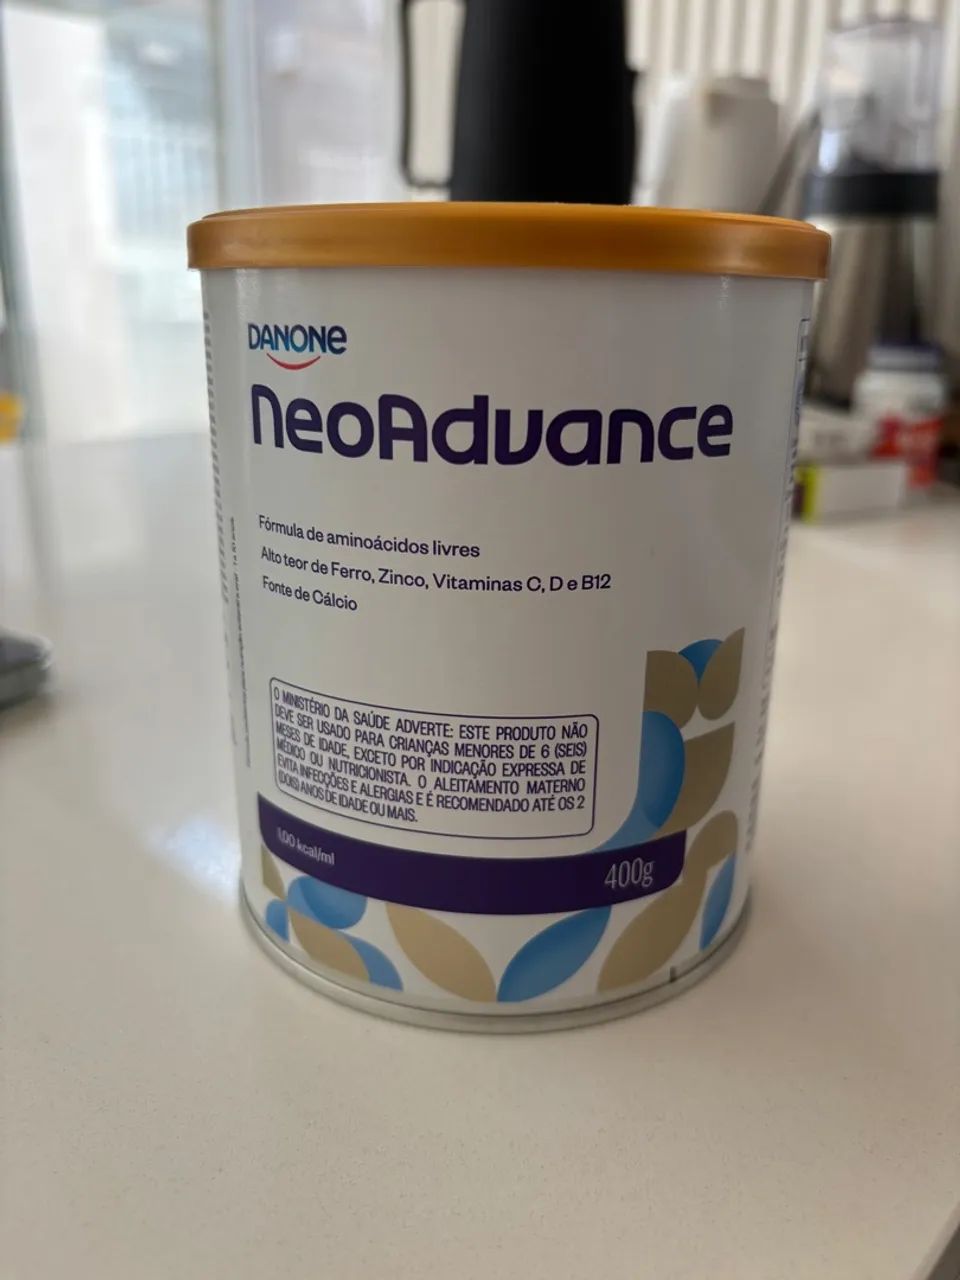 DANONE
NeoAdvance
Fórmula de aminoácidos livres
Alto teor de Ferro, Zinco, Vitaminas C, D e B12
Fonte de Cálcio
O MINISTÉRIO DA SAÚDE ADVERTE: ESTE PRODUTO NÃO
DEVE SER USADO PARA CRIANÇAS MENORES DE 6 (SEIS)
MESES DE IDADE, EXCETO POR INDICAÇÃO EXPRESSA DE
MÉDICO OU NUTRICIONISTA. O ALEITAMENTO MATERNO
EVITA INFECÇÕES E ALERGIAS E É RECOMENDADO ATÉ OS 2
(DOIS) ANOS DE IDADE OU MAIS.
1,00 kcal/ml
400g